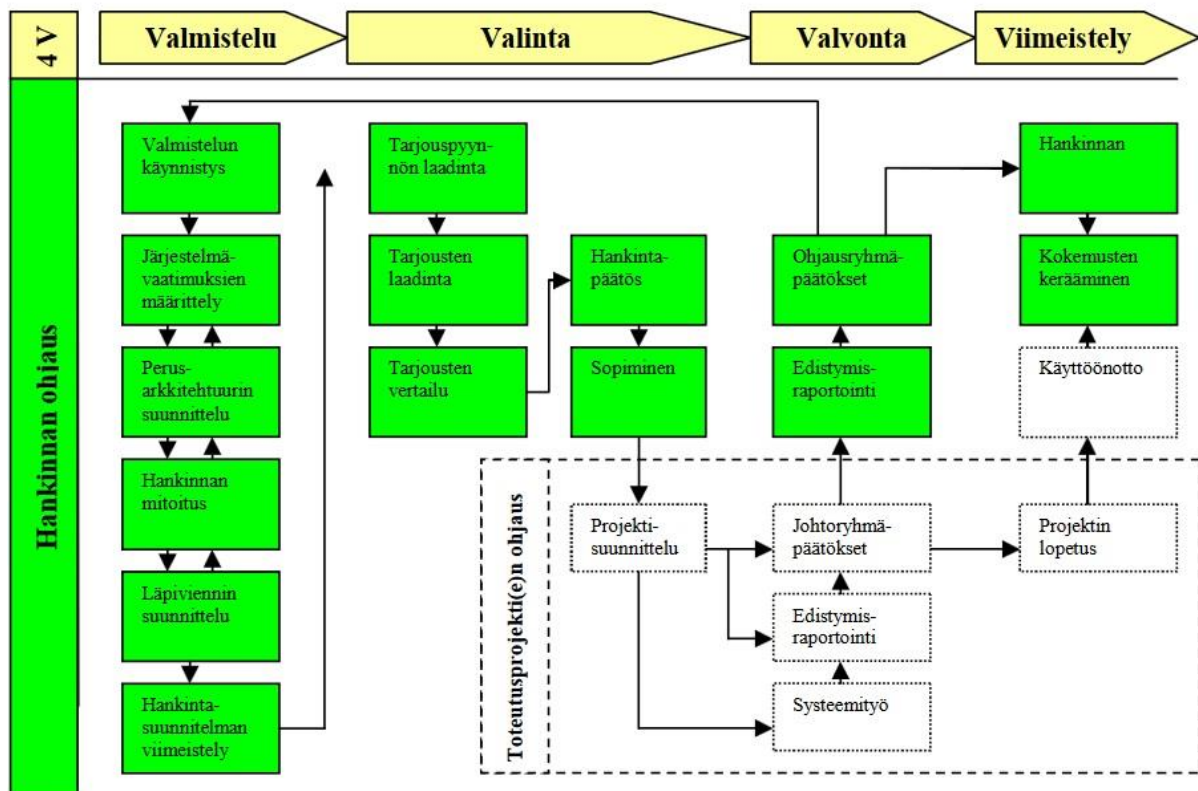 4 V
Valmistelu
Valinta
Valvonta
Viimeistely
Hankinnan ohjaus
Valmistelun
käynnistys
Järjestelmä-
vaatimuksien
määrittely
Perus-
arkkitehtuurin
suunnittelu
Hankinnan
mitoitus
Läpiviennin
suunnittelu
Hankinta-
suunnitelman
viimeistely
Tarjouspyyn-
nön laadinta
Tarjousten
laadinta
Tarjousten
vertailu
Hankinta-
päätös
Sopiminen
Ohjausryhmä-
päätökset
Edistymis-
raportointi
Hankinnan
Kokemusten
kerääminen
Käyttöönotto
Toteutusprojekti(e)n ohjaus
Projekti-
suunnittelu
Johtoryhmä-
päätökset
Edistymis-
raportointi
Systeemityö
Projektin
lopetus